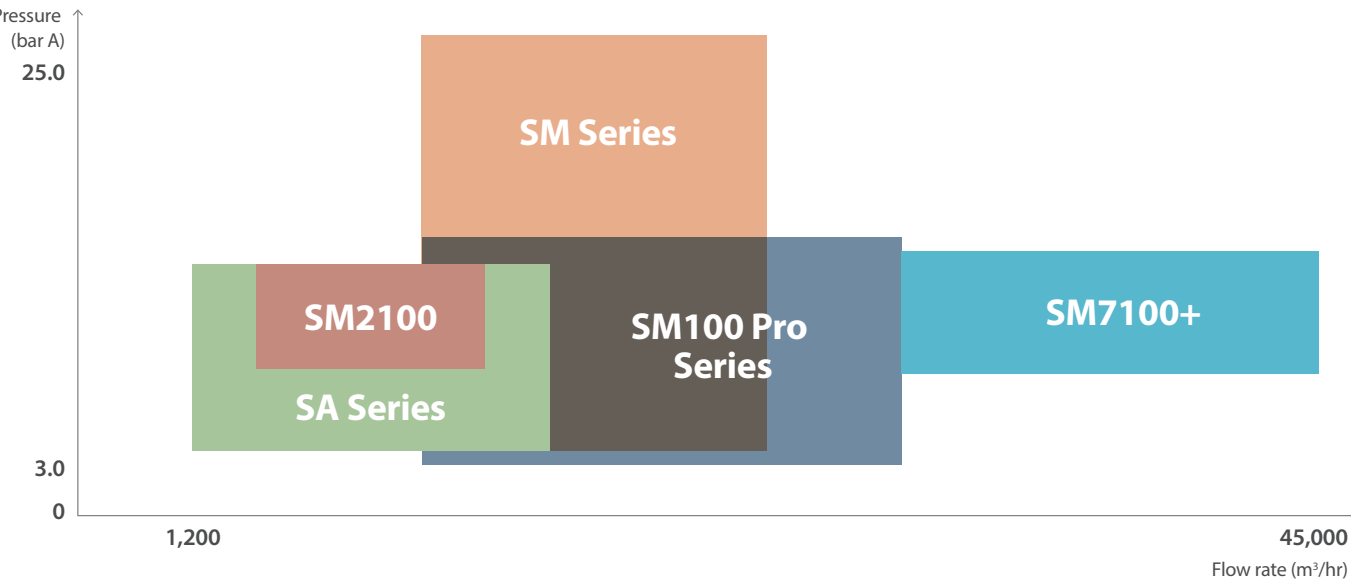 Pressure
(bar A)
25.0
SM Series
SM2100
SM100 Pro
Series
SM7100+
SA Series
3.0
0
1,200
45,000
Flow rate (m³/hr)